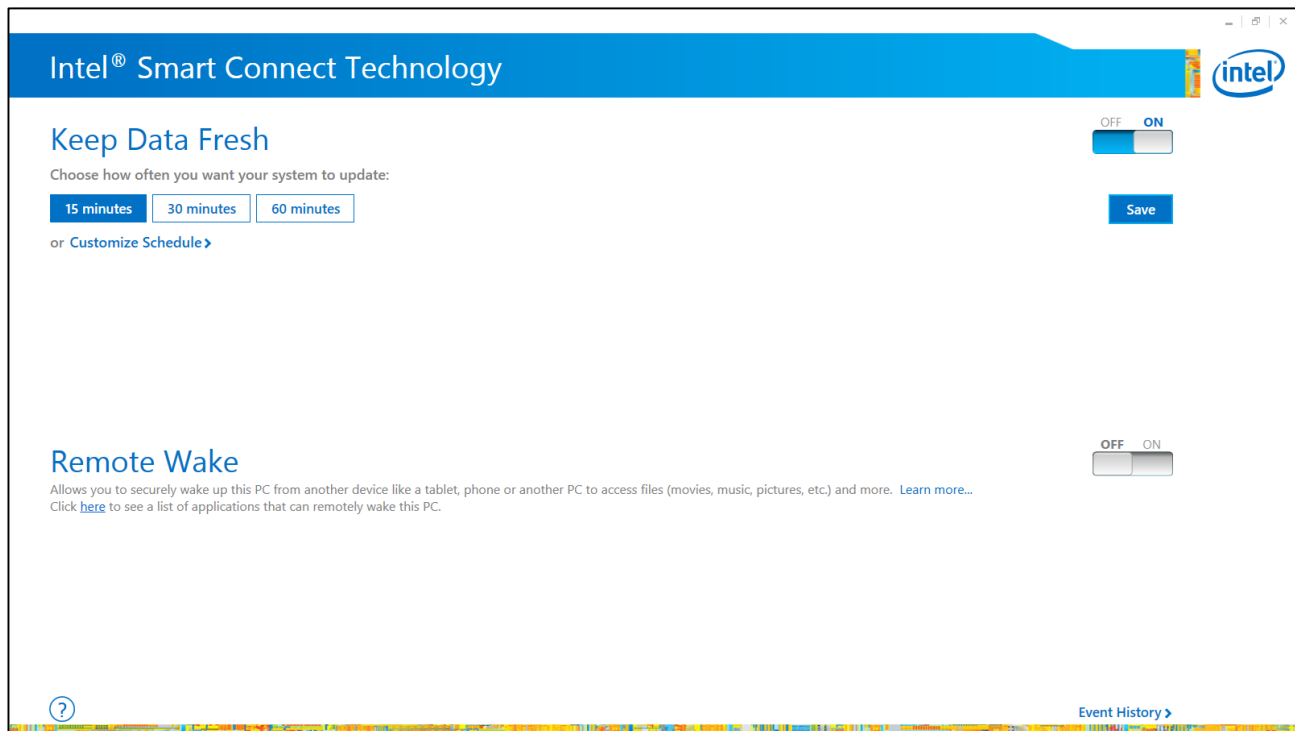 Intel® Smart Connect Technology
intel
Keep Data Fresh
OFF ON
Choose how often you want your system to update:
15 minutes 30 minutes 60 minutes
Save
or Customize Schedule >
Remote Wake
OFF ON
Allows you to securely wake up this PC from another device like a tablet, phone or another PC to access files (movies, music, pictures, etc.) and more. Learn more...
Click here to see a list of applications that can remotely wake this PC.
?
Event History >